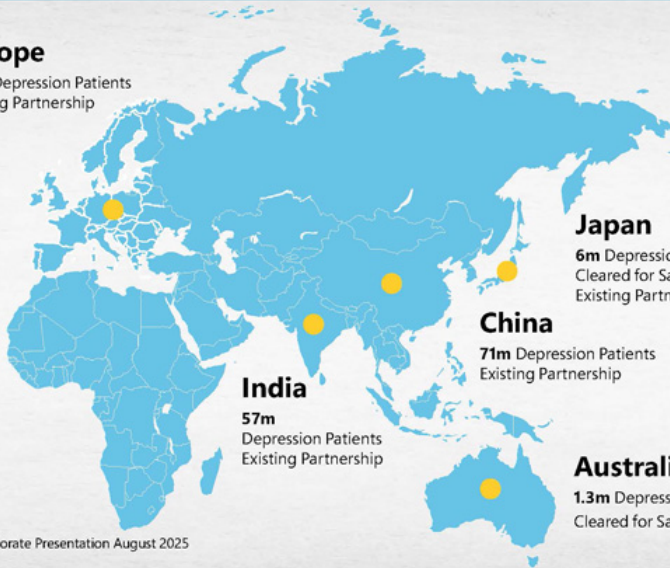 ope
Depression Patients
g Partnership
Japan
6m Depressio
Cleared for Sa
Existing Partn
China
71m Depression Patients
Existing Partnership
India
57m
Depression Patients
Existing Partnership
Australi
1.3m Depress
Cleared for Sa
orate Presentation August 2025